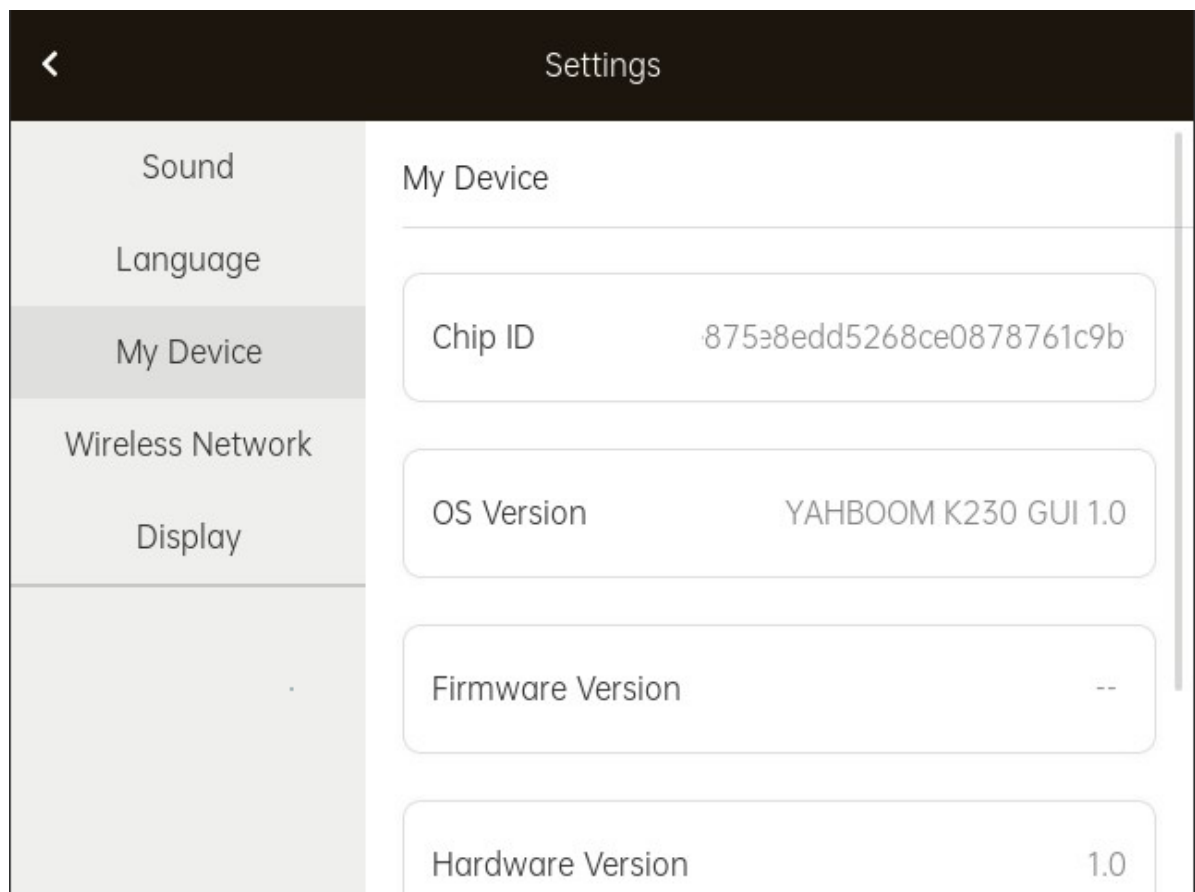 Settings
Sound
Language
My Device
Wireless Network
Display
My Device
Chip ID 875e8edd5268ce0878761c9b
OS Version YAHBOOM K230 GUI 1.0
Firmware Version --
Hardware Version 1.0